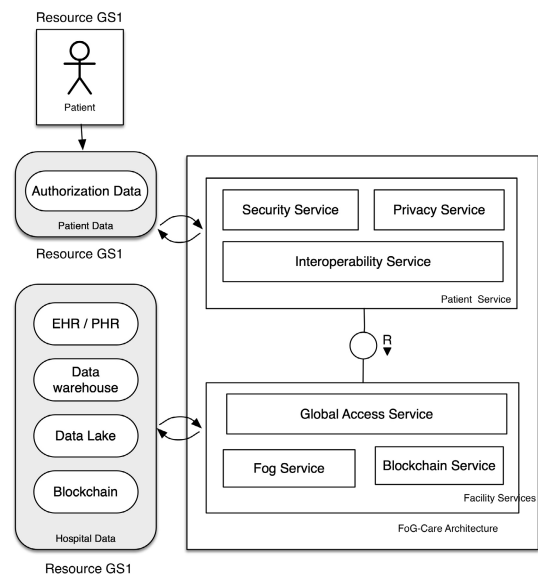 Resource GS1
Patient
Authorization Data
Patient Data
Resource GS1
EHR / PHR
Data
warehouse
Data Lake
Blockchain
Hospital Data
Resource GS1
Security Service
Privacy Service
Interoperability Service
Patient Service
R
Global Access Service
Fog Service
Blockchain Service
Facility Services
FoG-Care Architecture